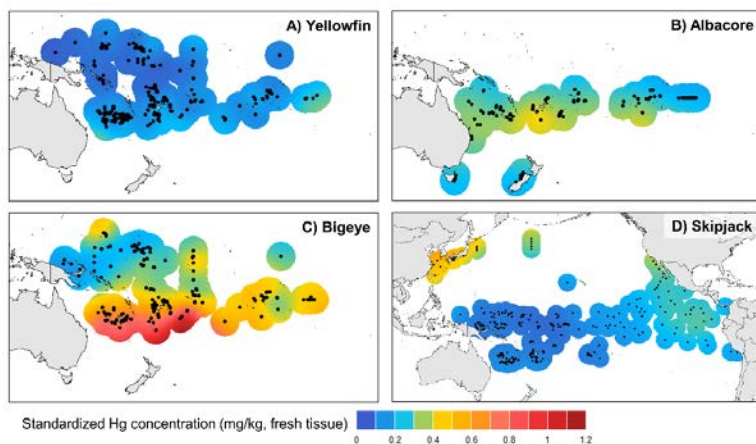 A) Yellowfin
B) Albacore
C) Bigeye
D) Skipjack
Standardized Hg concentration (mg/kg, fresh tissue)
0 0.2 0.4 0.6 0.8 1 1.2